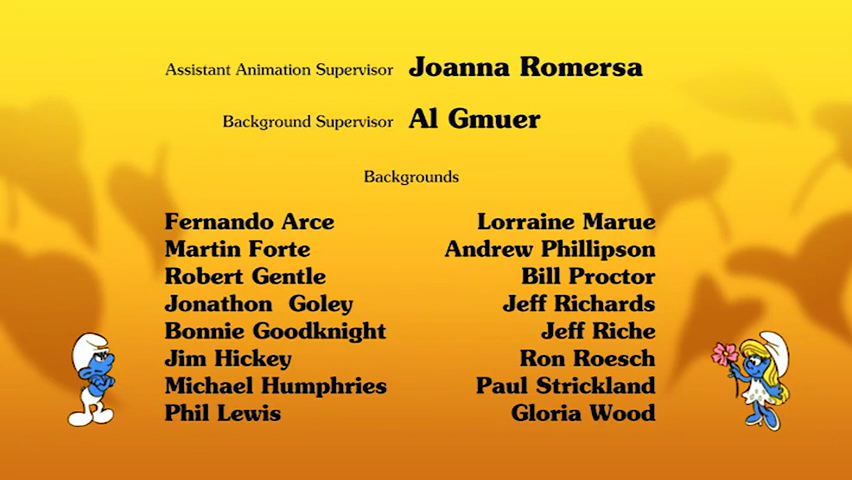 Assistant Animation Supervisor Joanna Romersa
Background Supervisor Al Gmuer
Backgrounds
Fernando Arce Lorraine Marue
Martin Forte Andrew Phillipson
Robert Gentle Bill Proctor
Jonathon Goley Jeff Richards
Bonnie Goodknight Jeff Riche
Jim Hickey Ron Roesch
Michael Humphries Paul Strickland
Phil Lewis Gloria Wood